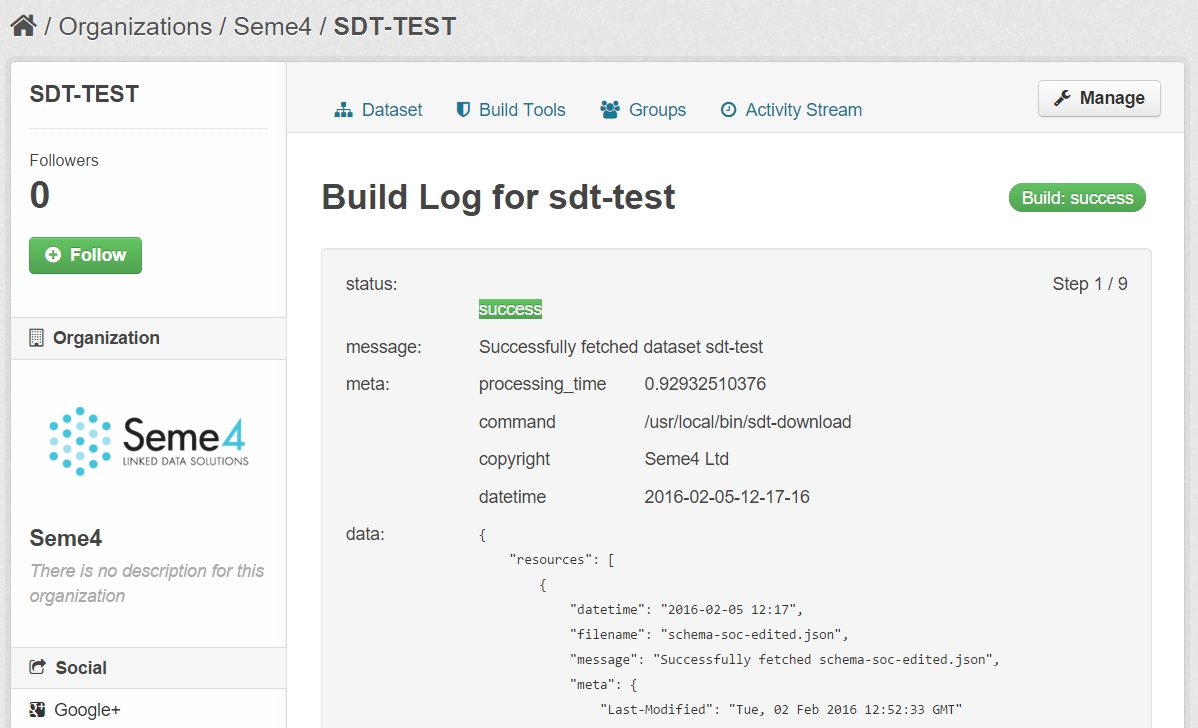 / Organizations / Seme4 / SDT-TEST
SDT-TEST
Followers
0
Follow
Organization
Seme4
LINKED DATA SOLUTIONS
Seme4
There is no description for this
organization
Social
Google+
Dataset
Build Tools
Groups
Activity Stream
Manage
Build Log for sdt-test
Build: success
status:
Step 1 / 9
success
message: Successfully fetched dataset sdt-test
meta: processing_time 0.92932510376
command /usr/local/bin/sdt-download
copyright Seme4 Ltd
datetime 2016-02-05-12-17-16
data: {
"resources": [
{
"datetime": "2016-02-05 12:17",
"filename": "schema-soc-edited.json",
"message": "Successfully fetched schema-soc-edited.json",
"meta": {
"Last-Modified": "Tue, 02 Feb 2016 12:52:33 GMT"